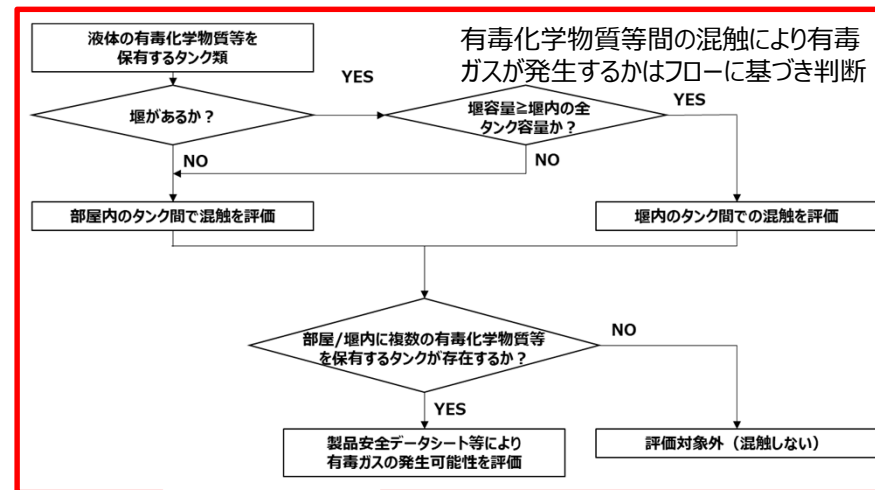 液体の有毒化学物質等を
保有するタンク類
有毒化学物質等間の混触により有毒
ガスが発生するかはフローに基づき判断
YES
堰があるか？
堰容量≧堰内の全
タンク容量か？
YES
NO
NO
部屋内のタンク間で混触を評価
堰内のタンク間での混触を評価
部屋/堰内に複数の有毒化学物質等
を保有するタンクが存在するか？
NO
YES
製品安全データシート等により
有毒ガスの発生可能性を評価
評価対象外（混触しない）